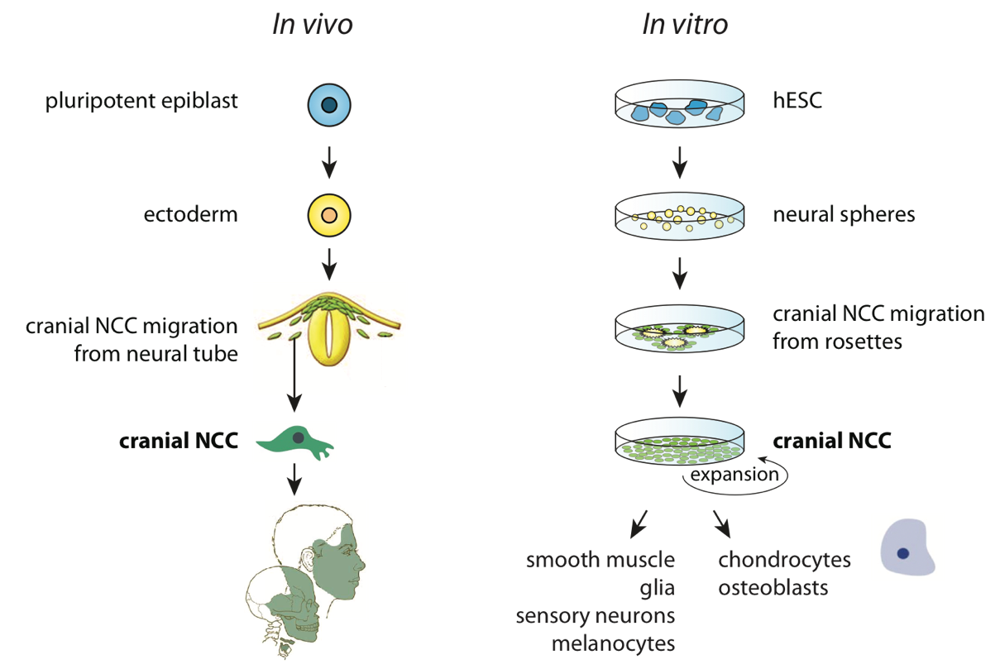 In vivo
pluripotent epiblast
ectoderm
cranial NCC migration
from neural tube
cranial NCC
In vitro
hESC
neural spheres
cranial NCC migration
from rosettes
cranial NCC
expansion
smooth muscle
glia
sensory neurons
melanocytes
chondrocytes
osteoblasts